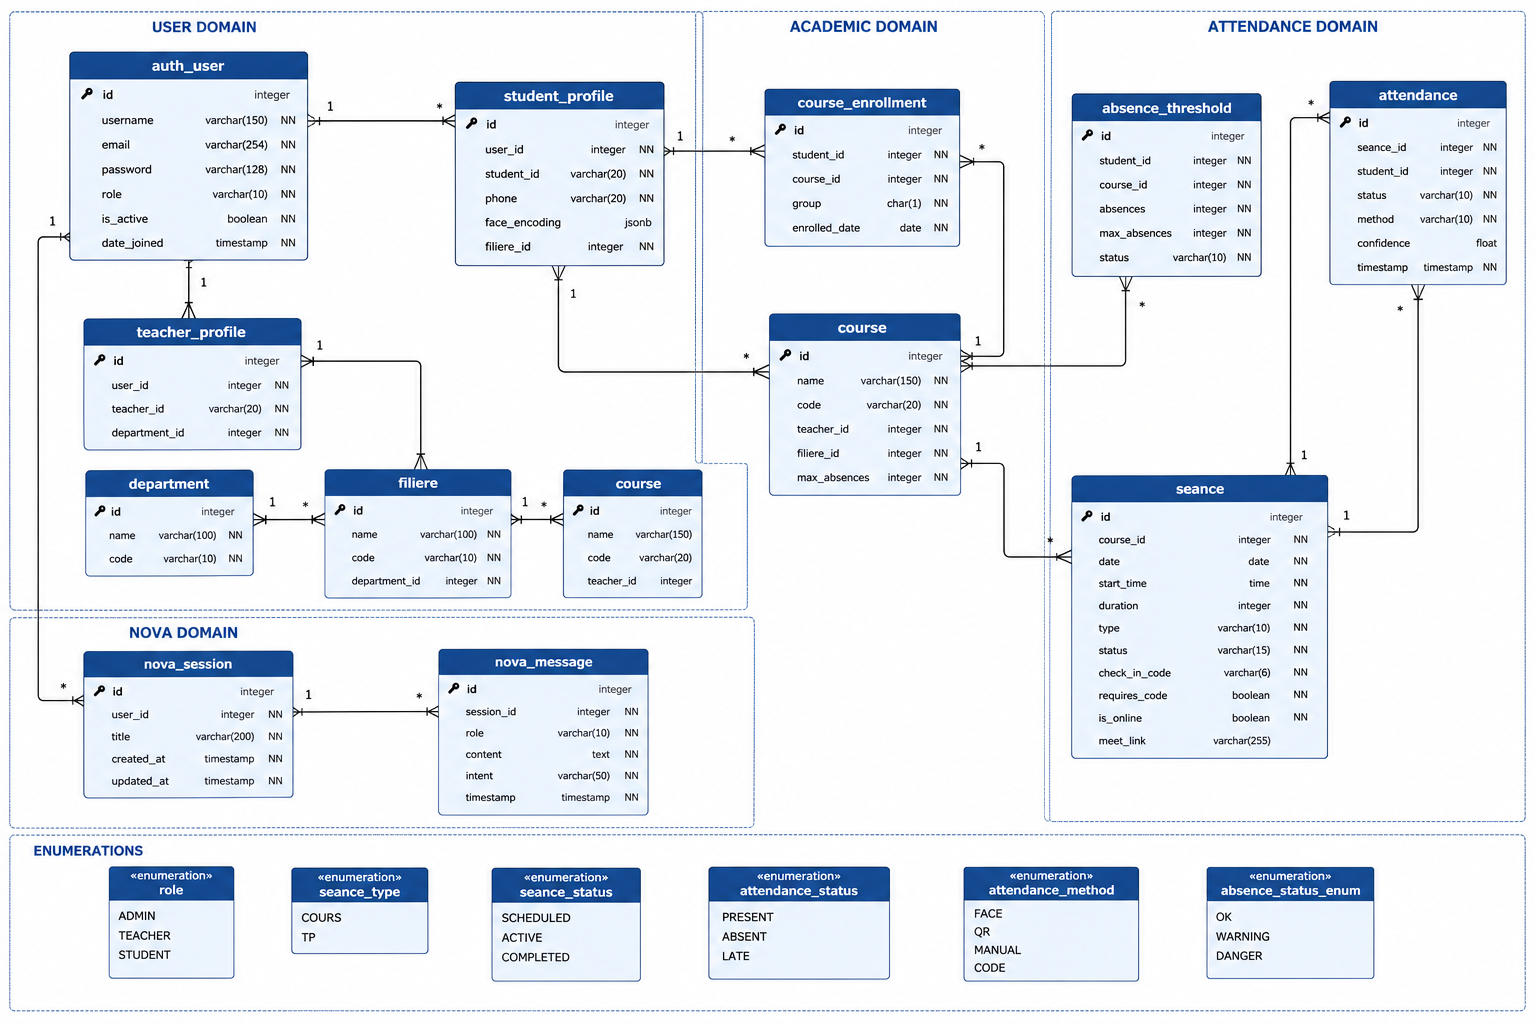 USER DOMAIN
auth_user
id integer
username varchar(150) NN
email varchar(254) NN
password varchar(128) NN
role varchar(10) NN
is_active boolean NN
date_joined timestamp NN
1 *
1
1
student_profile
id integer
user_id integer NN
student_id varchar(20) NN
phone varchar(20) NN
face_encoding jsonb
filiere_id integer NN
1 *
1
*
teacher_profile
id integer
user_id integer NN
teacher_id varchar(20) NN
department_id integer NN
1
department
id integer
name varchar(100) NN
code varchar(10) NN
1 *
filiere
id integer
name varchar(100) NN
code varchar(10) NN
department_id integer NN
1 *
course
id integer
name varchar(150)
code varchar(20)
teacher_id integer
ACADEMIC DOMAIN
course_enrollment
id integer
student_id integer NN
course_id integer NN
group char(1) NN
enrolled_date date NN
*
1
course
id integer
name varchar(150) NN
code varchar(20) NN
teacher_id integer NN
filiere_id integer NN
max_absences integer NN
1
*
ATTENDANCE DOMAIN
absence_threshold
id integer
student_id integer NN
course_id integer NN
absences integer NN
max_absences integer NN
status varchar(10) NN
*
attendance
id integer
seance_id integer NN
student_id integer NN
status varchar(10) NN
method varchar(10) NN
confidence float
timestamp timestamp NN
*
*
1
1
seance
id integer
course_id integer NN
date date NN
start_time time NN
duration integer NN
type varchar(10) NN
status varchar(15) NN
check_in_code varchar(6) NN
requires_code boolean NN
is_online boolean NN
meet_link varchar(255)
NOVA DOMAIN
*
nova_session
id integer
user_id integer NN
title varchar(200) NN
created_at timestamp NN
updated_at timestamp NN
1 *
nova_message
id integer
session_id integer NN
role varchar(10) NN
content text NN
intent varchar(50) NN
timestamp timestamp NN
ENUMERATIONS
«enumeration»
role
ADMIN
TEACHER
STUDENT
«enumeration»
seance_type
COURS
TP
«enumeration»
seance_status
SCHEDULED
ACTIVE
COMPLETED
«enumeration»
attendance_status
PRESENT
ABSENT
LATE
«enumeration»
attendance_method
FACE
QR
MANUAL
CODE
«enumeration»
absence_status_enum
OK
WARNING
DANGER